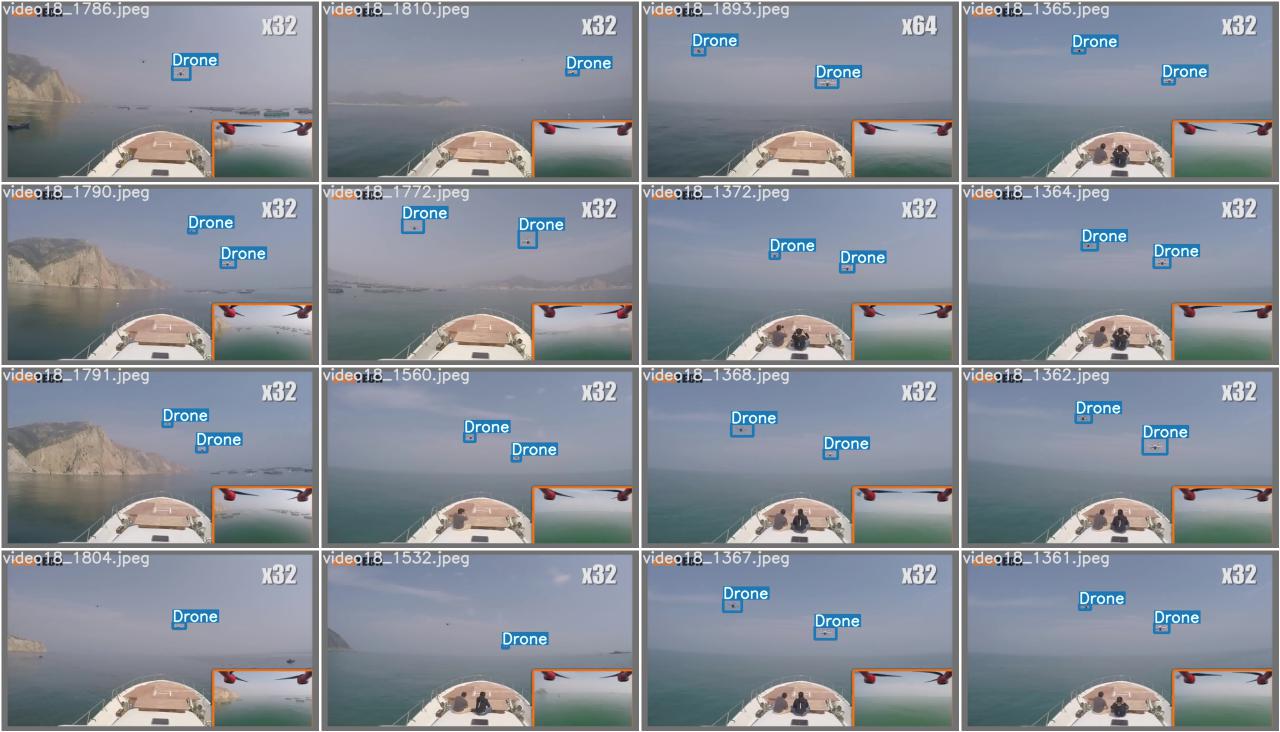 video18_1786.jpeg
x32
Drone
video18_1810.jpeg
x32
Drone
video18_1893.jpeg
x64
Drone
Drone
video18_1365.jpeg
x32
Drone
Drone
video18_1790.jpeg
x32
Drone
Drone
video18_1772.jpeg
x32
Drone
Drone
video18_1372.jpeg
x32
Drone
Drone
video18_1364.jpeg
x32
Drone
Drone
video18_1791.jpeg
x32
Drone
Drone
video18_1560.jpeg
x32
Drone
Drone
video18_1368.jpeg
x32
Drone
Drone
video18_1362.jpeg
x32
Drone
Drone
video18_1804.jpeg
x32
Drone
video18_1532.jpeg
x32
Drone
video18_1367.jpeg
x32
Drone
Drone
video18_1361.jpeg
x32
Drone
Drone